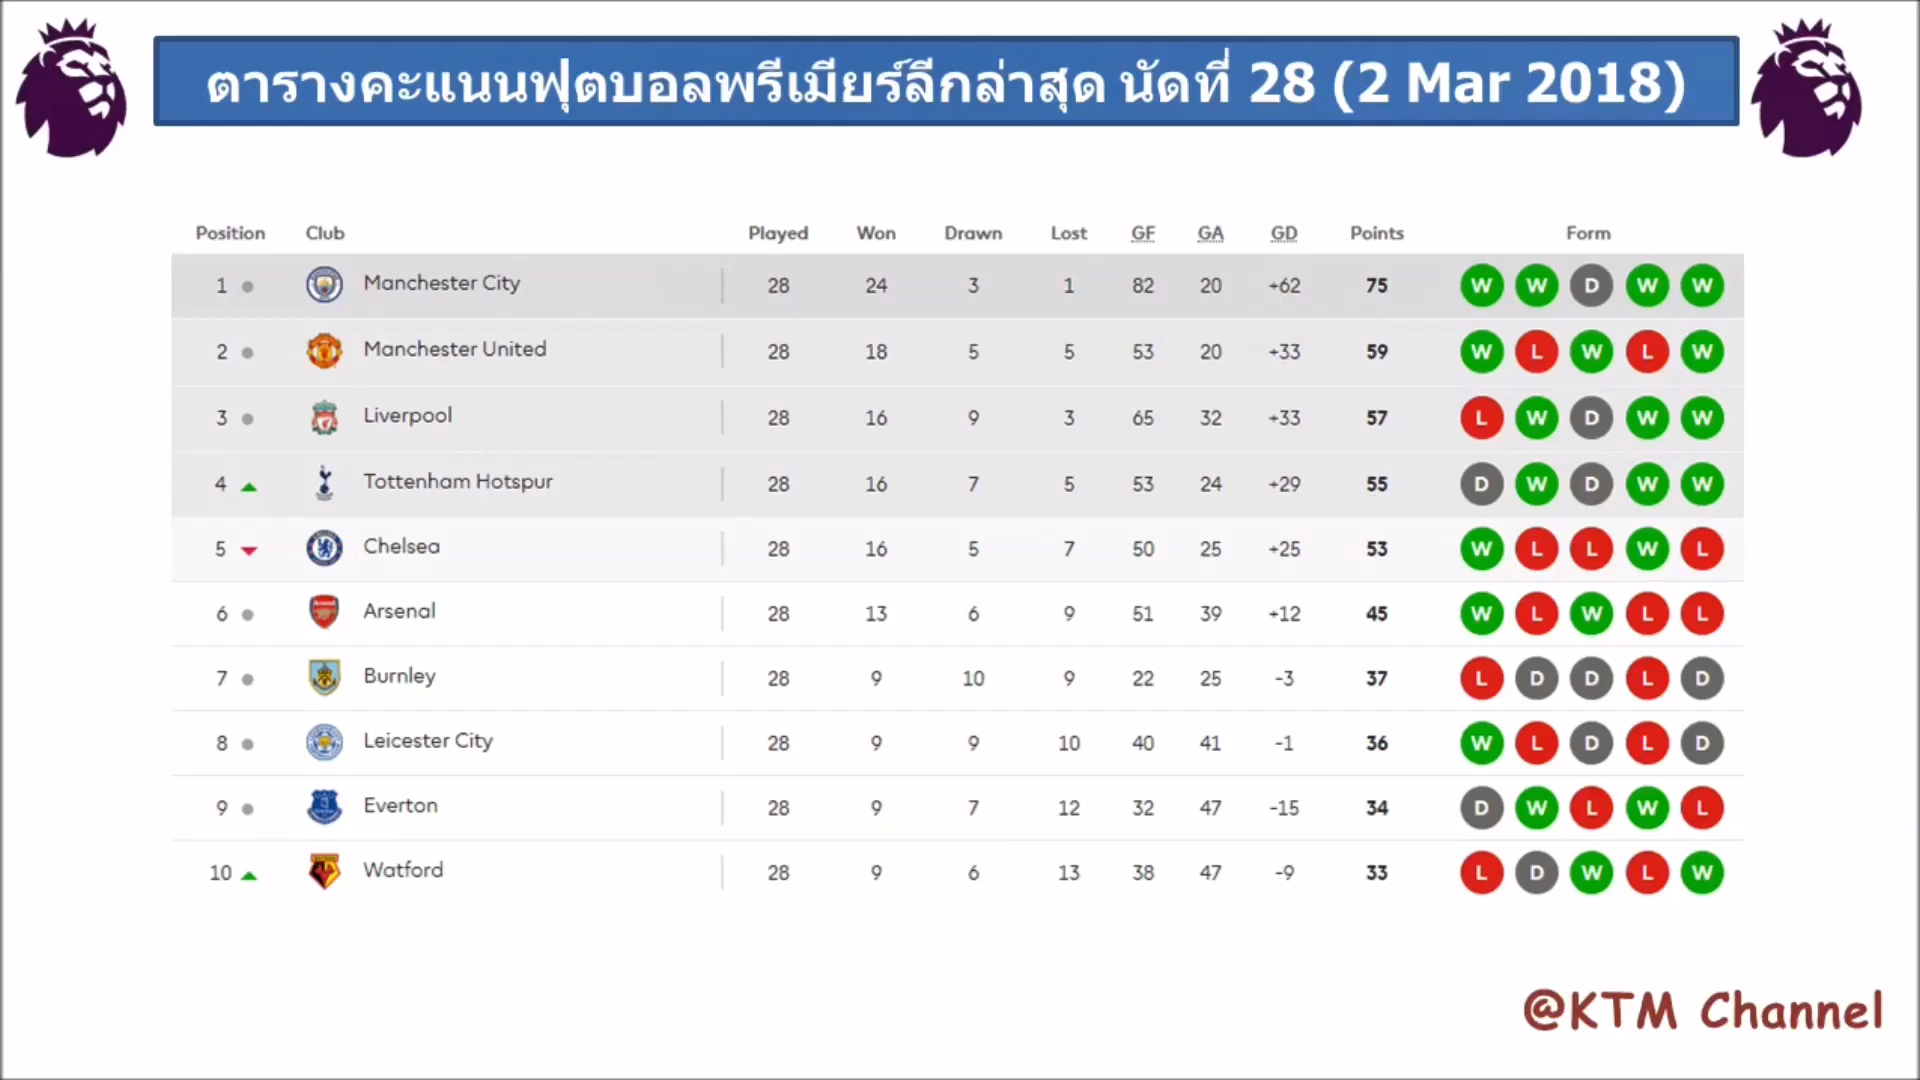 ตารางคะแนนฟุตบอลพรีเมียร์ลีกล่าสุด นัดที่ 28 (2 Mar 2018)
Position Club Played Won Drawn Lost GF GA GD Points Form
1 Manchester City 28 24 3 1 82 20 +62 75 W W D W W
2 Manchester United 28 18 5 5 53 20 +33 59 W L W L W
3 Liverpool 28 16 9 3 65 32 +33 57 L W D W W
4 Tottenham Hotspur 28 16 7 5 53 24 +29 55 D W D W W
5 Chelsea 28 16 5 7 50 25 +25 53 W L L W L
6 Arsenal 28 13 6 9 51 39 +12 45 W L W L L
7 Burnley 28 9 10 9 22 25 -3 37 L D D L D
8 Leicester City 28 9 9 10 40 41 -1 36 W L D L D
9 Everton 28 9 7 12 32 47 -15 34 D W L W L
10 Watford 28 9 6 13 38 47 -9 33 L D W L W
@KTM Channel